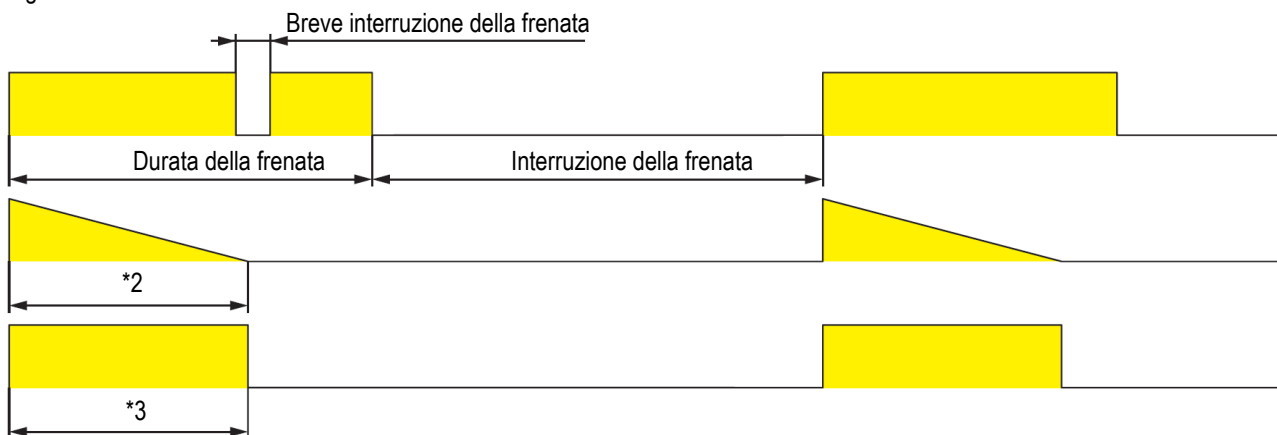 Breve interruzione della frenata
Durata della frenata
Interruzione della frenata
*2
*3